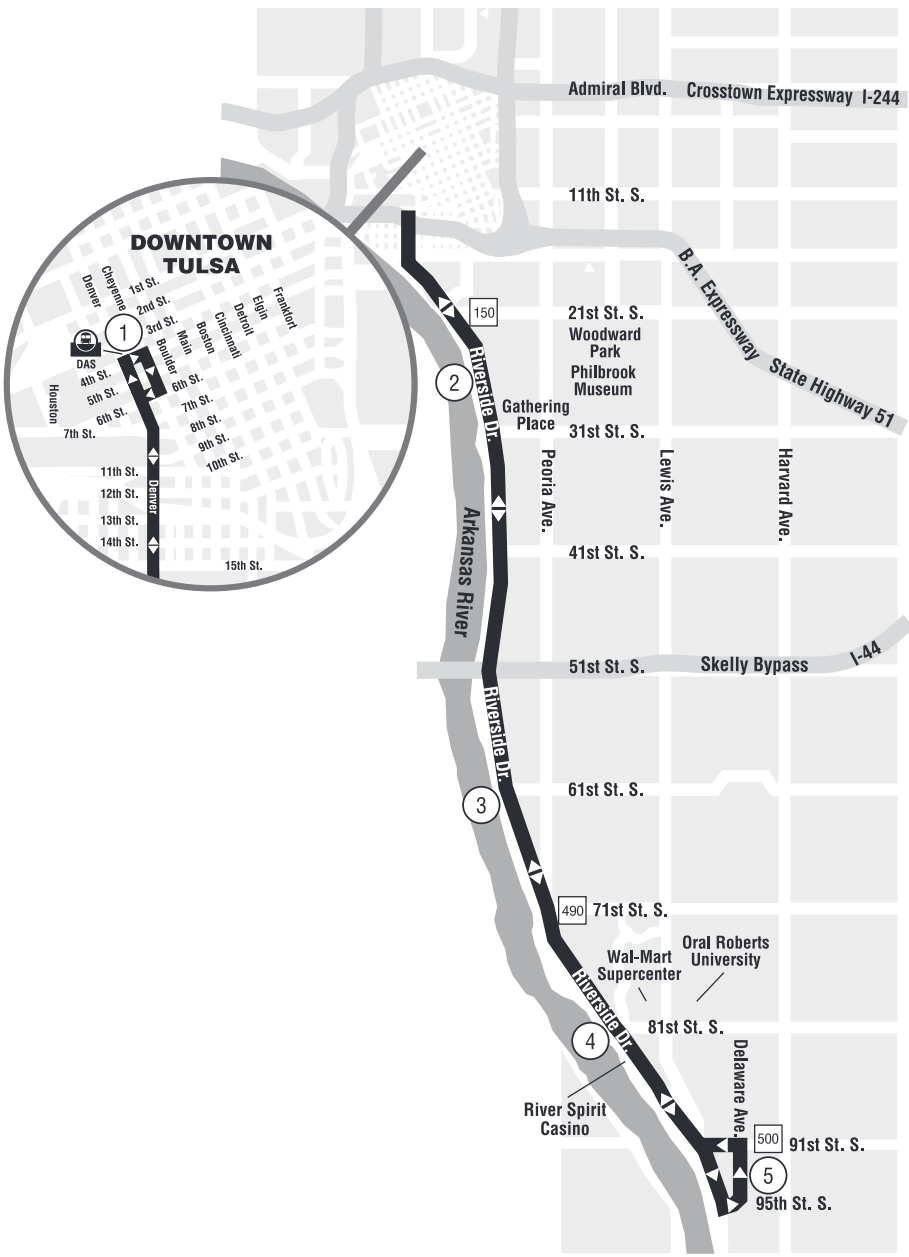 Admiral Blvd.
Crosstown Expressway I-244
11th St. S.
B.A. Expressway
State Highway 51
DOWNTOWN
TULSA
Denver
Cheyenne
1st St.
2nd St.
3rd St.
1
DAS
Boulder
Main
Boston
Cincinnati
Detroit
Elgin
Frankfort
4th St.
5th St.
6th St.
7th St.
Houston
6th St.
7th St.
8th St.
9th St.
10th St.
11th St.
12th St.
13th St.
14th St.
Denver
15th St.
150
21st St. S.
Woodward
Park
Philbrook
Museum
2
Riverside Dr.
Gathering
Place
31st St. S.
Peoria Ave.
Lewis Ave.
Harvard Ave.
Arkansas River
41st St. S.
51st St. S.
Skelly Bypass
I-44
Riverside Dr.
61st St. S.
3
490
71st St. S.
Wal-Mart
Supercenter
Oral Roberts
University
Riverside Dr.
81st St. S.
4
Delaware Ave.
River Spirit
Casino
500
91st St. S.
5
95th St. S.